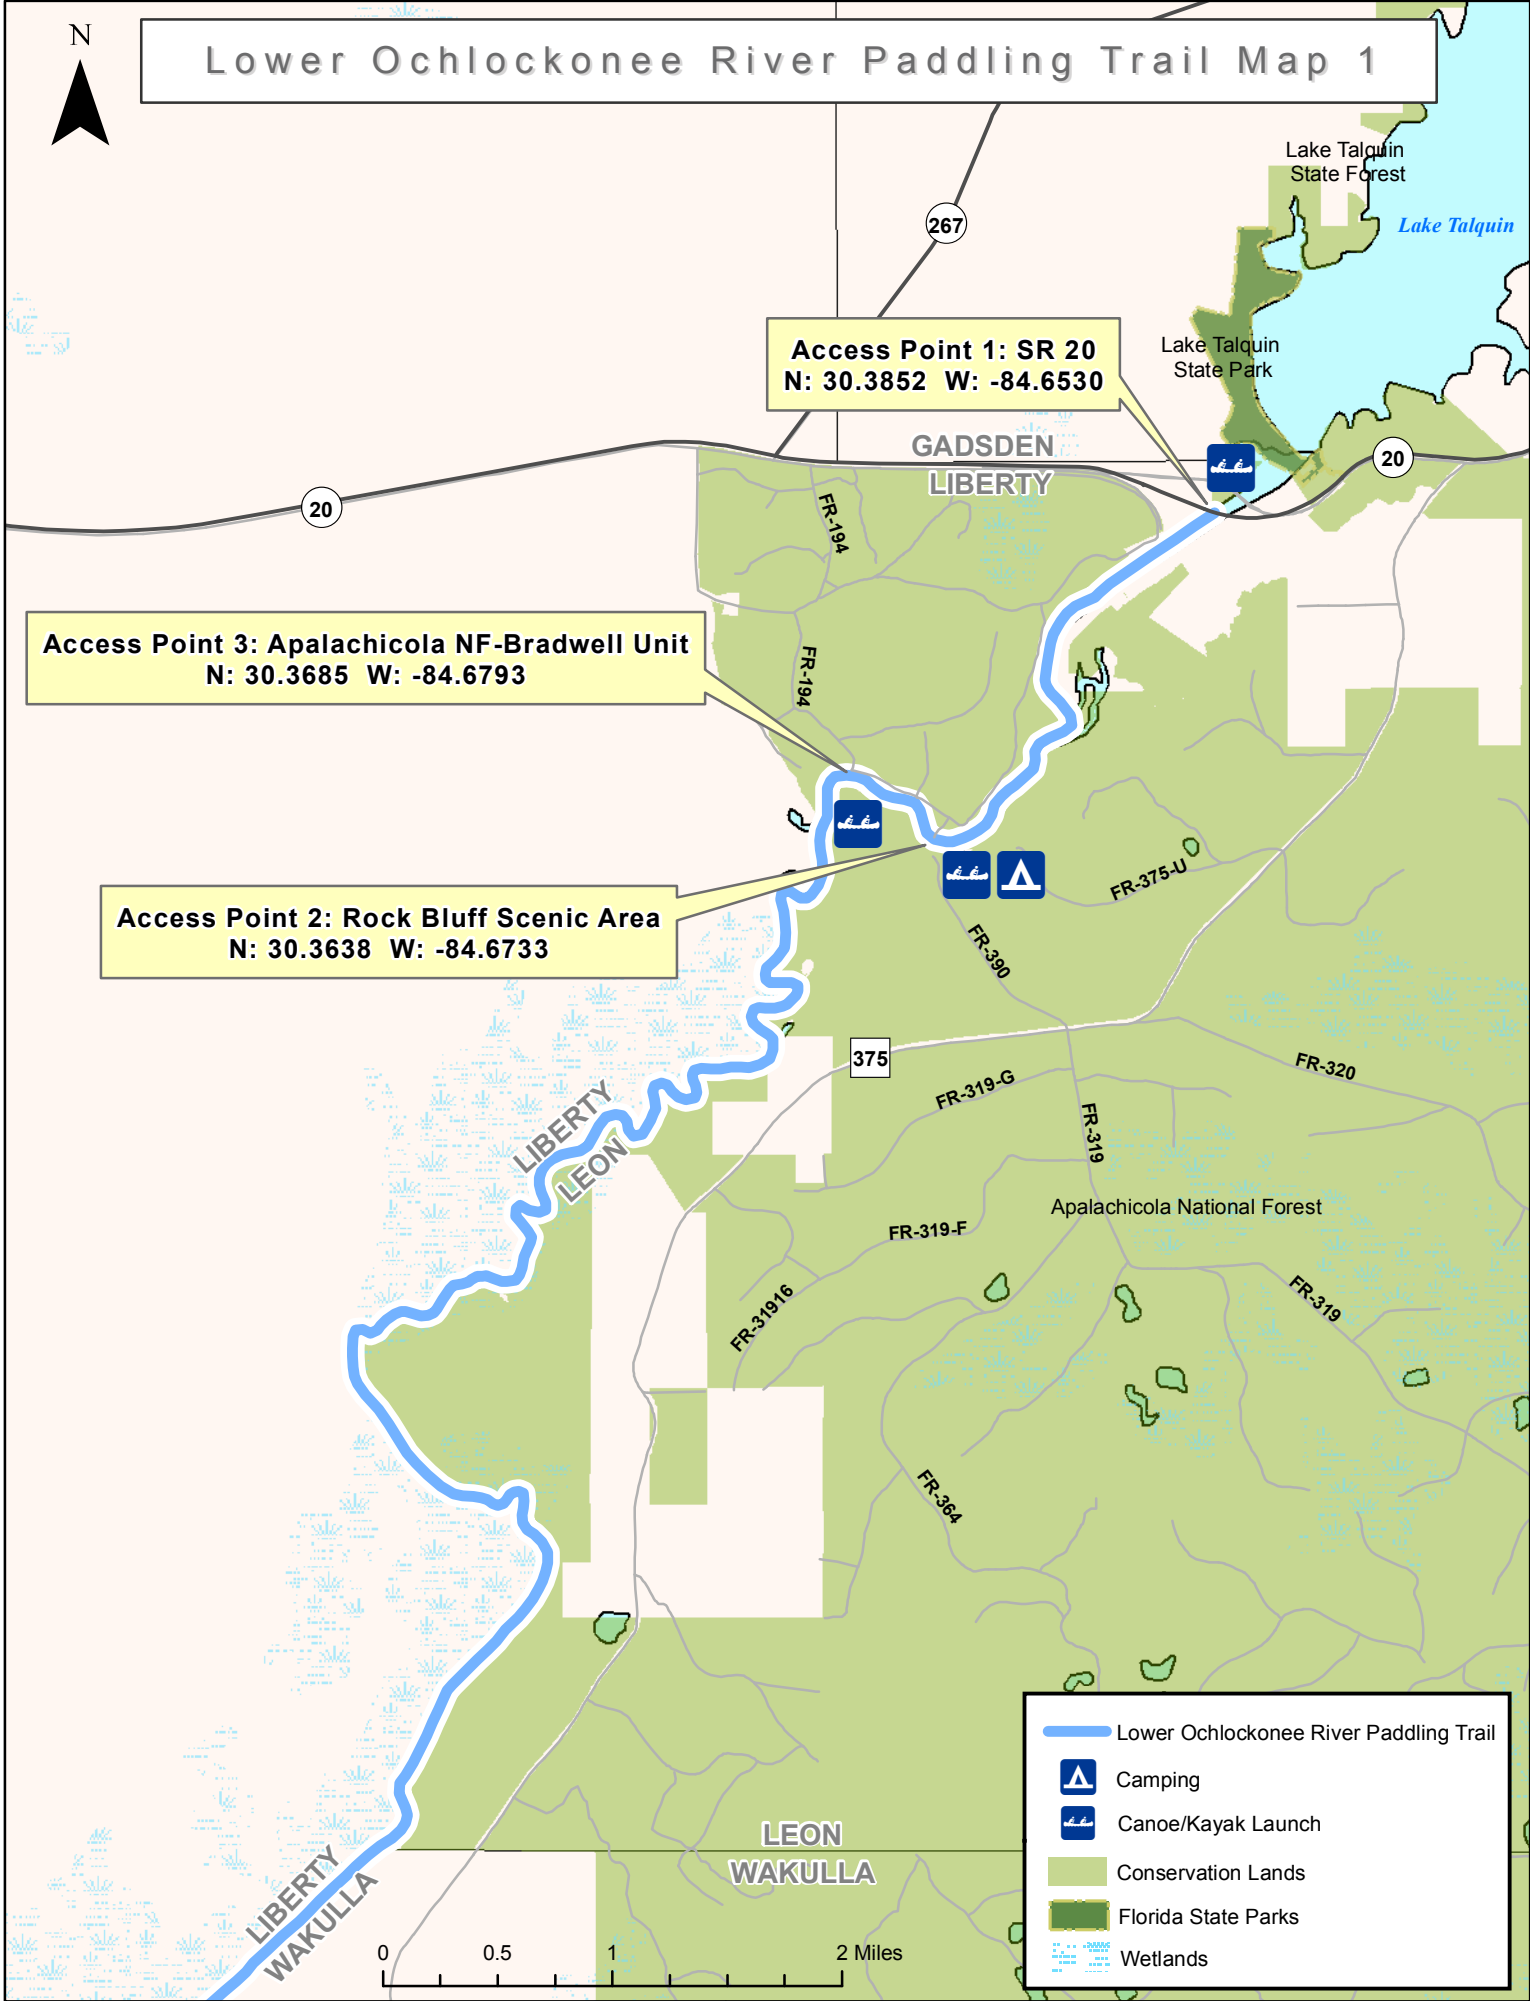 N
Lower Ochlockonee River Paddling Trail Map 1
Lake Talquin
State Forest
Lake Talquin
267
Access Point 1: SR 20
N: 30.3852 W: -84.6530
Lake Talquin
State Park
GADSDEN
LIBERTY
20
20
FR-194
Access Point 3: Apalachicola NF-Bradwell Unit
N: 30.3685 W: -84.6793
FR-194
FR-375-U
Access Point 2: Rock Bluff Scenic Area
N: 30.3638 W: -84.6733
FR-390
375
FR-320
FR-319-G
LIBERTY
LEON
FR-319
Apalachicola National Forest
FR-319-F
FR-31916
FR-319
FR-364
Lower Ochlockonee River Paddling Trail
Camping
Canoe/Kayak Launch
Conservation Lands
Florida State Parks
Wetlands
LEON
WAKULLA
LIBERTY
WAKULLA
0 0.5 1 2 Miles